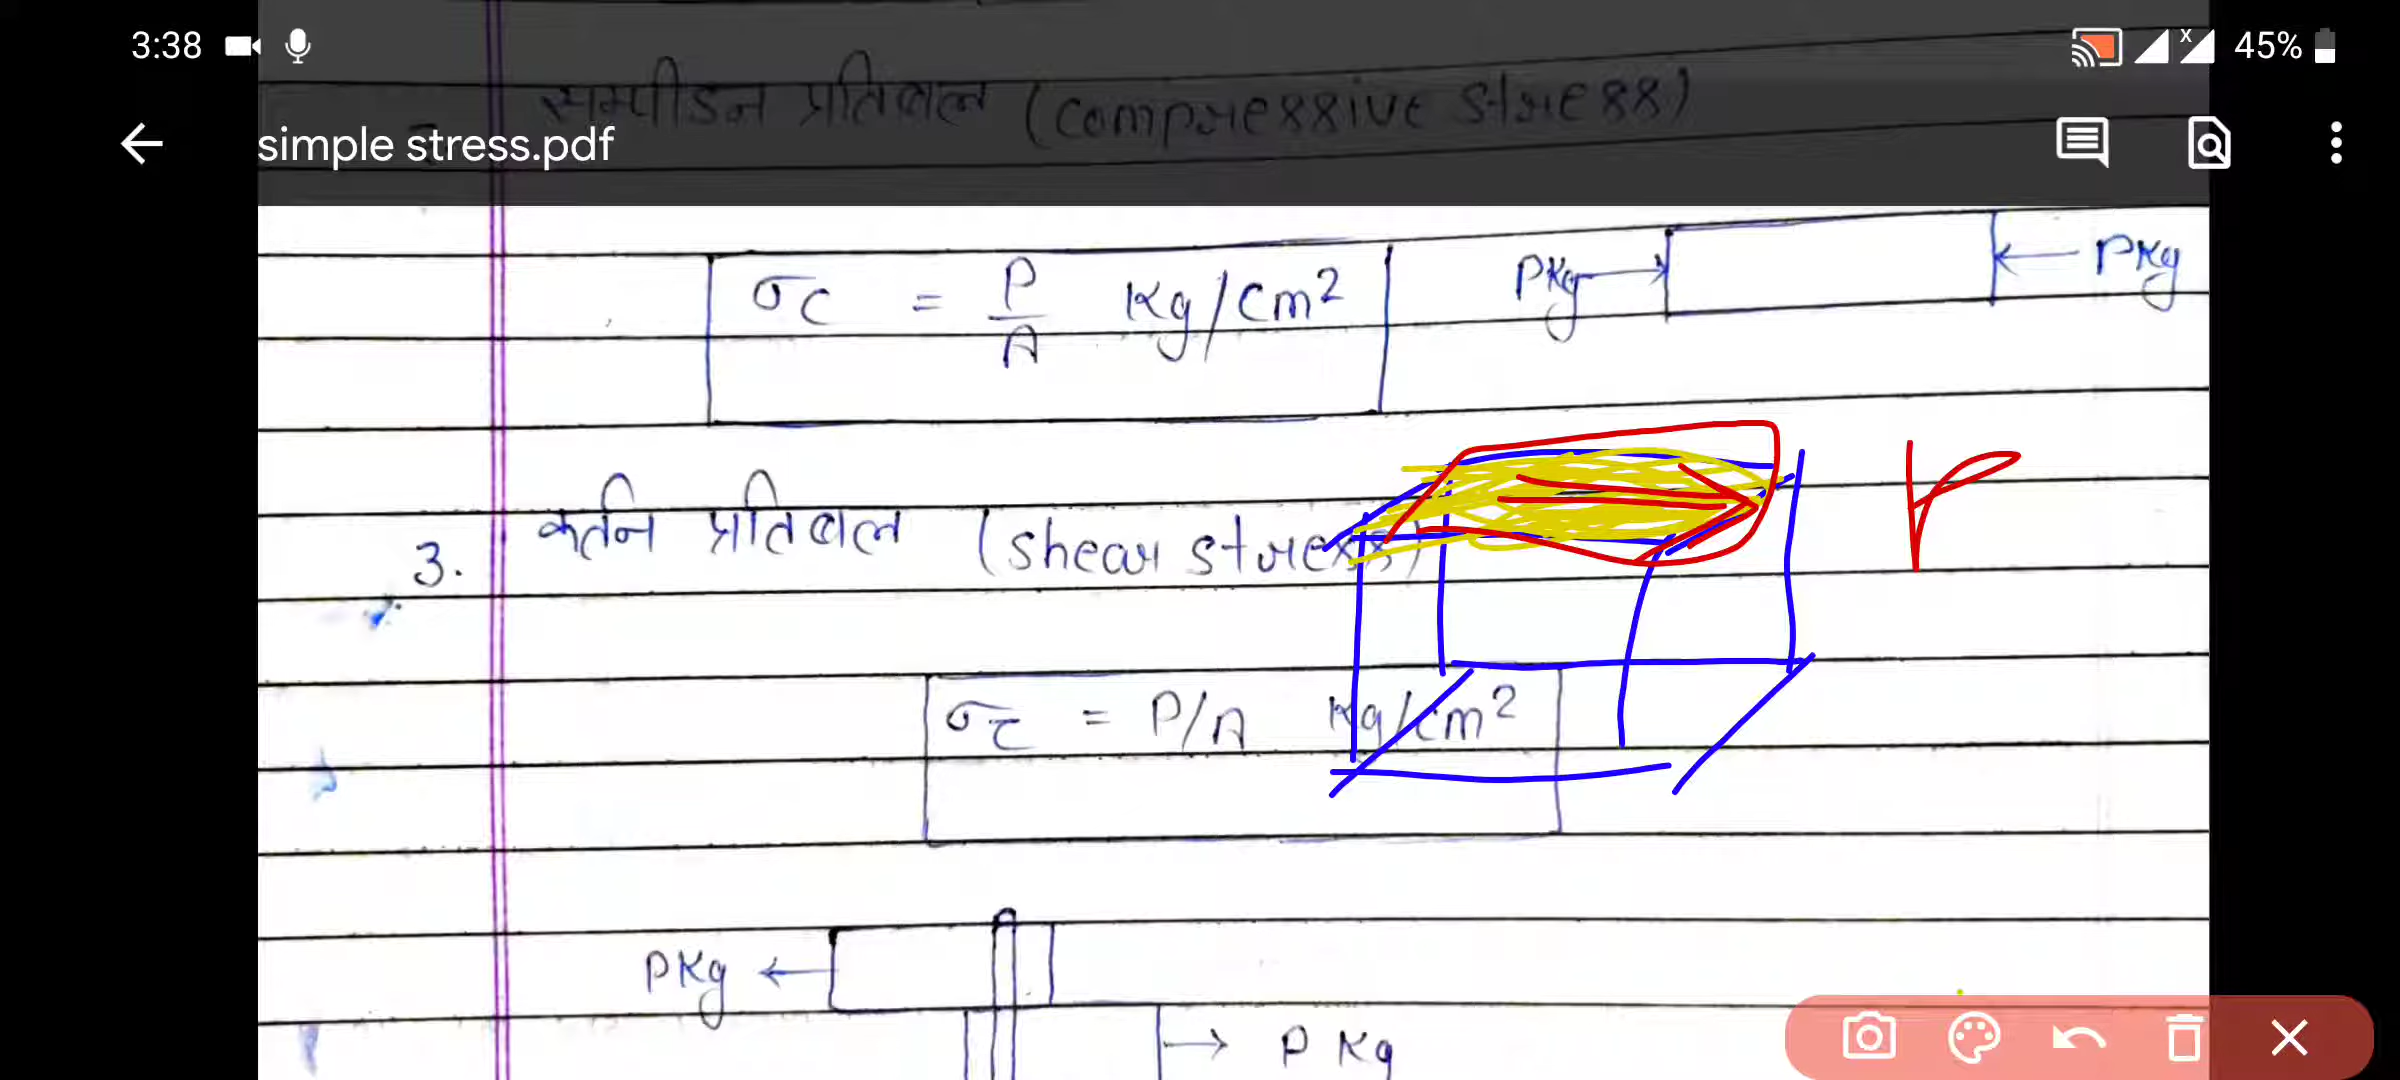 3:38 45%
सम्पीडन प्रतिबल (compressive stress)
simple stress.pdf
σc = P/A Kg/cm² PKg PKg
3. कर्तन प्रतिबल (shear stress) P
στ = P/A Kg/cm²
PKg
P Kg